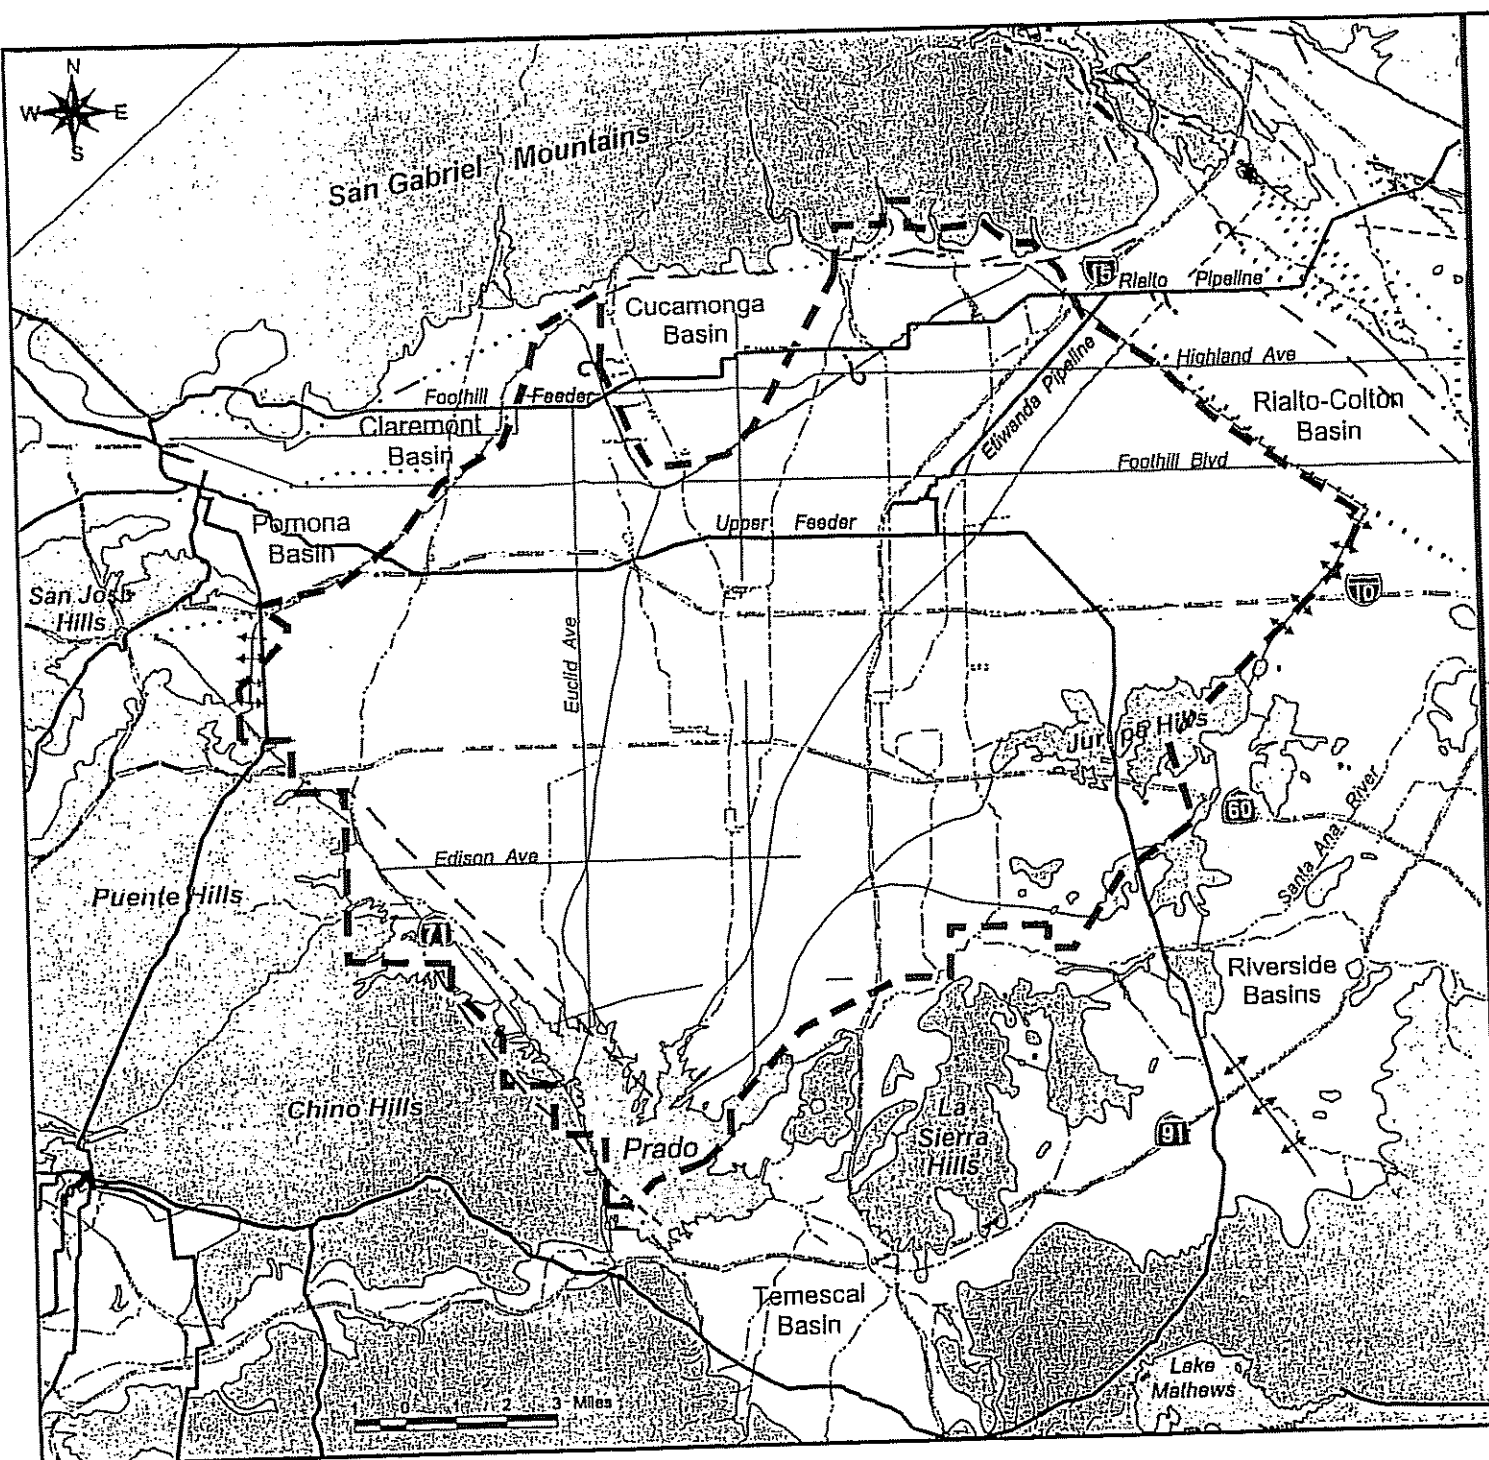 N
W E
S
San Gabriel Mountains
15
Rialto Pipeline
Cucamonga
Basin
Highland Ave
Foothill Feeder
Etiwanda Pipeline
Rialto-Colton
Basin
Claremont
Basin
Foothill Blvd
Pomona
Basin
Upper Feeder
San Jose
Hills
10
Euclid Ave
Jurupa Hills
60
Santa Ana River
Edison Ave
Puente Hills
71
Riverside
Basins
Chino Hills
La
Sierra
Hills
91
Prado
Temescal
Basin
Lake
Mathews
1 0 1 2 3 Miles